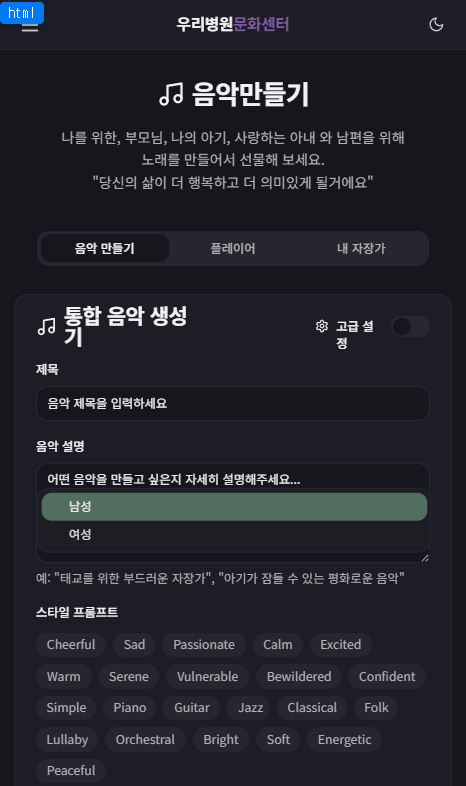 html
우리병원문화센터
음악만들기
나를 위한, 부모님, 나의 아기, 사랑하는 아내 와 남편을 위해
노래를 만들어서 선물해 보세요.
"당신의 삶이 더 행복하고 더 의미있게 될거에요"
음악 만들기 플레이어 내 자장가
통합 음악 생성
기
고급 설
정
제목
음악 제목을 입력하세요
음악 설명
어떤 음악을 만들고 싶은지 자세히 설명해주세요...
남성
여성
예: "태교를 위한 부드러운 자장가", "아기가 잠들 수 있는 평화로운 음악"
스타일 프롬프트
Cheerful Sad Passionate Calm Excited
Warm Serene Vulnerable Bewildered Confident
Simple Piano Guitar Jazz Classical Folk
Lullaby Orchestral Bright Soft Energetic
Peaceful